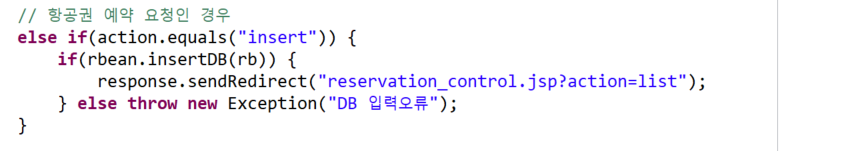 // 항공권 예약 요청인 경우
else if(action.equals("insert")) {
if(rbean.insertDB(rb)) {
response.sendRedirect("reservation_control.jsp?action=list");
} else throw new Exception("DB 입력오류");
}